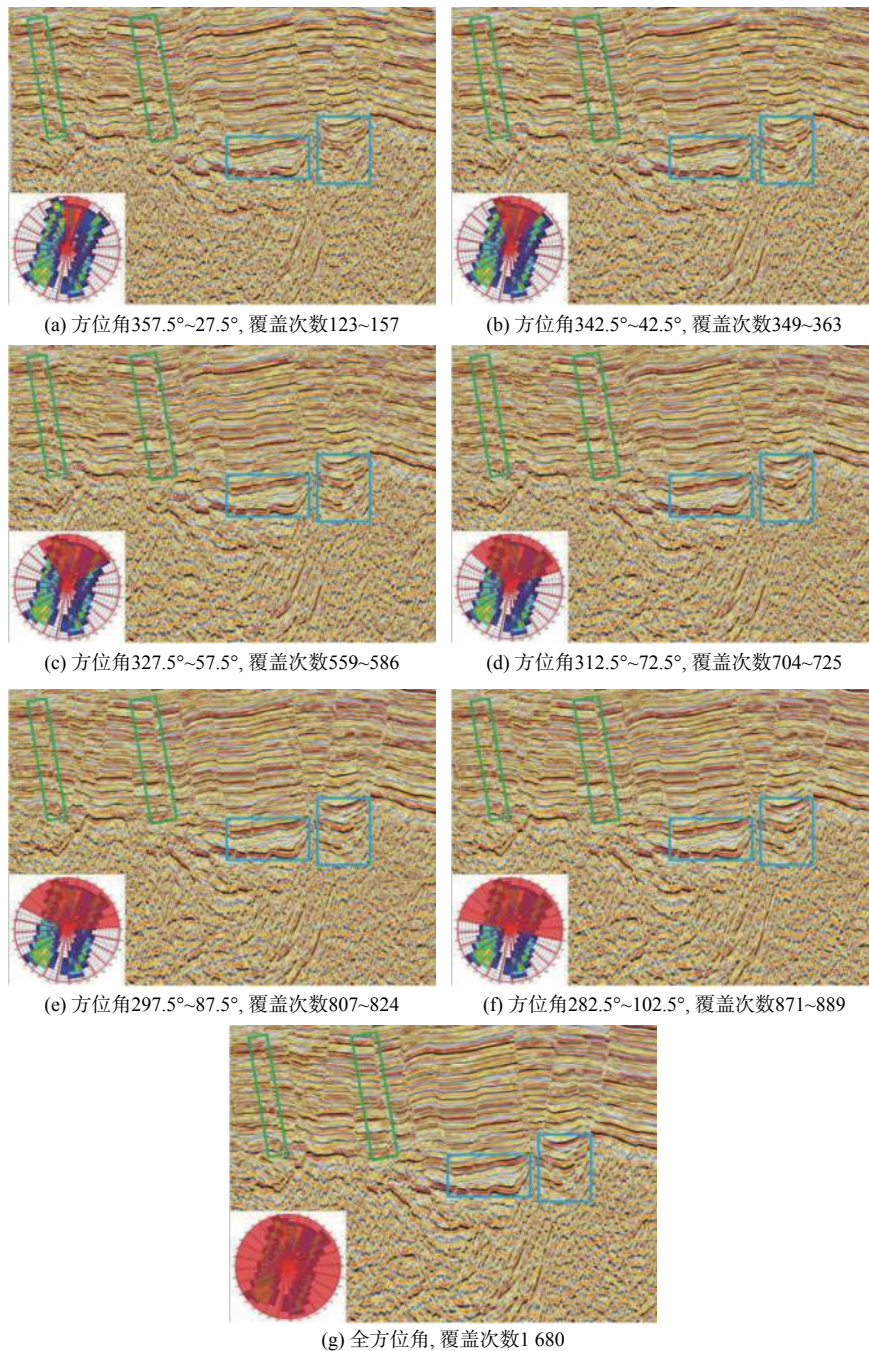 (a) 方位角357.5°~27.5°, 覆盖次数123~157
(b) 方位角342.5°~42.5°, 覆盖次数349~363
(c) 方位角327.5°~57.5°, 覆盖次数559~586
(d) 方位角312.5°~72.5°, 覆盖次数704~725
(e) 方位角297.5°~87.5°, 覆盖次数807~824
(f) 方位角282.5°~102.5°, 覆盖次数871~889
(g) 全方位角, 覆盖次数1 680